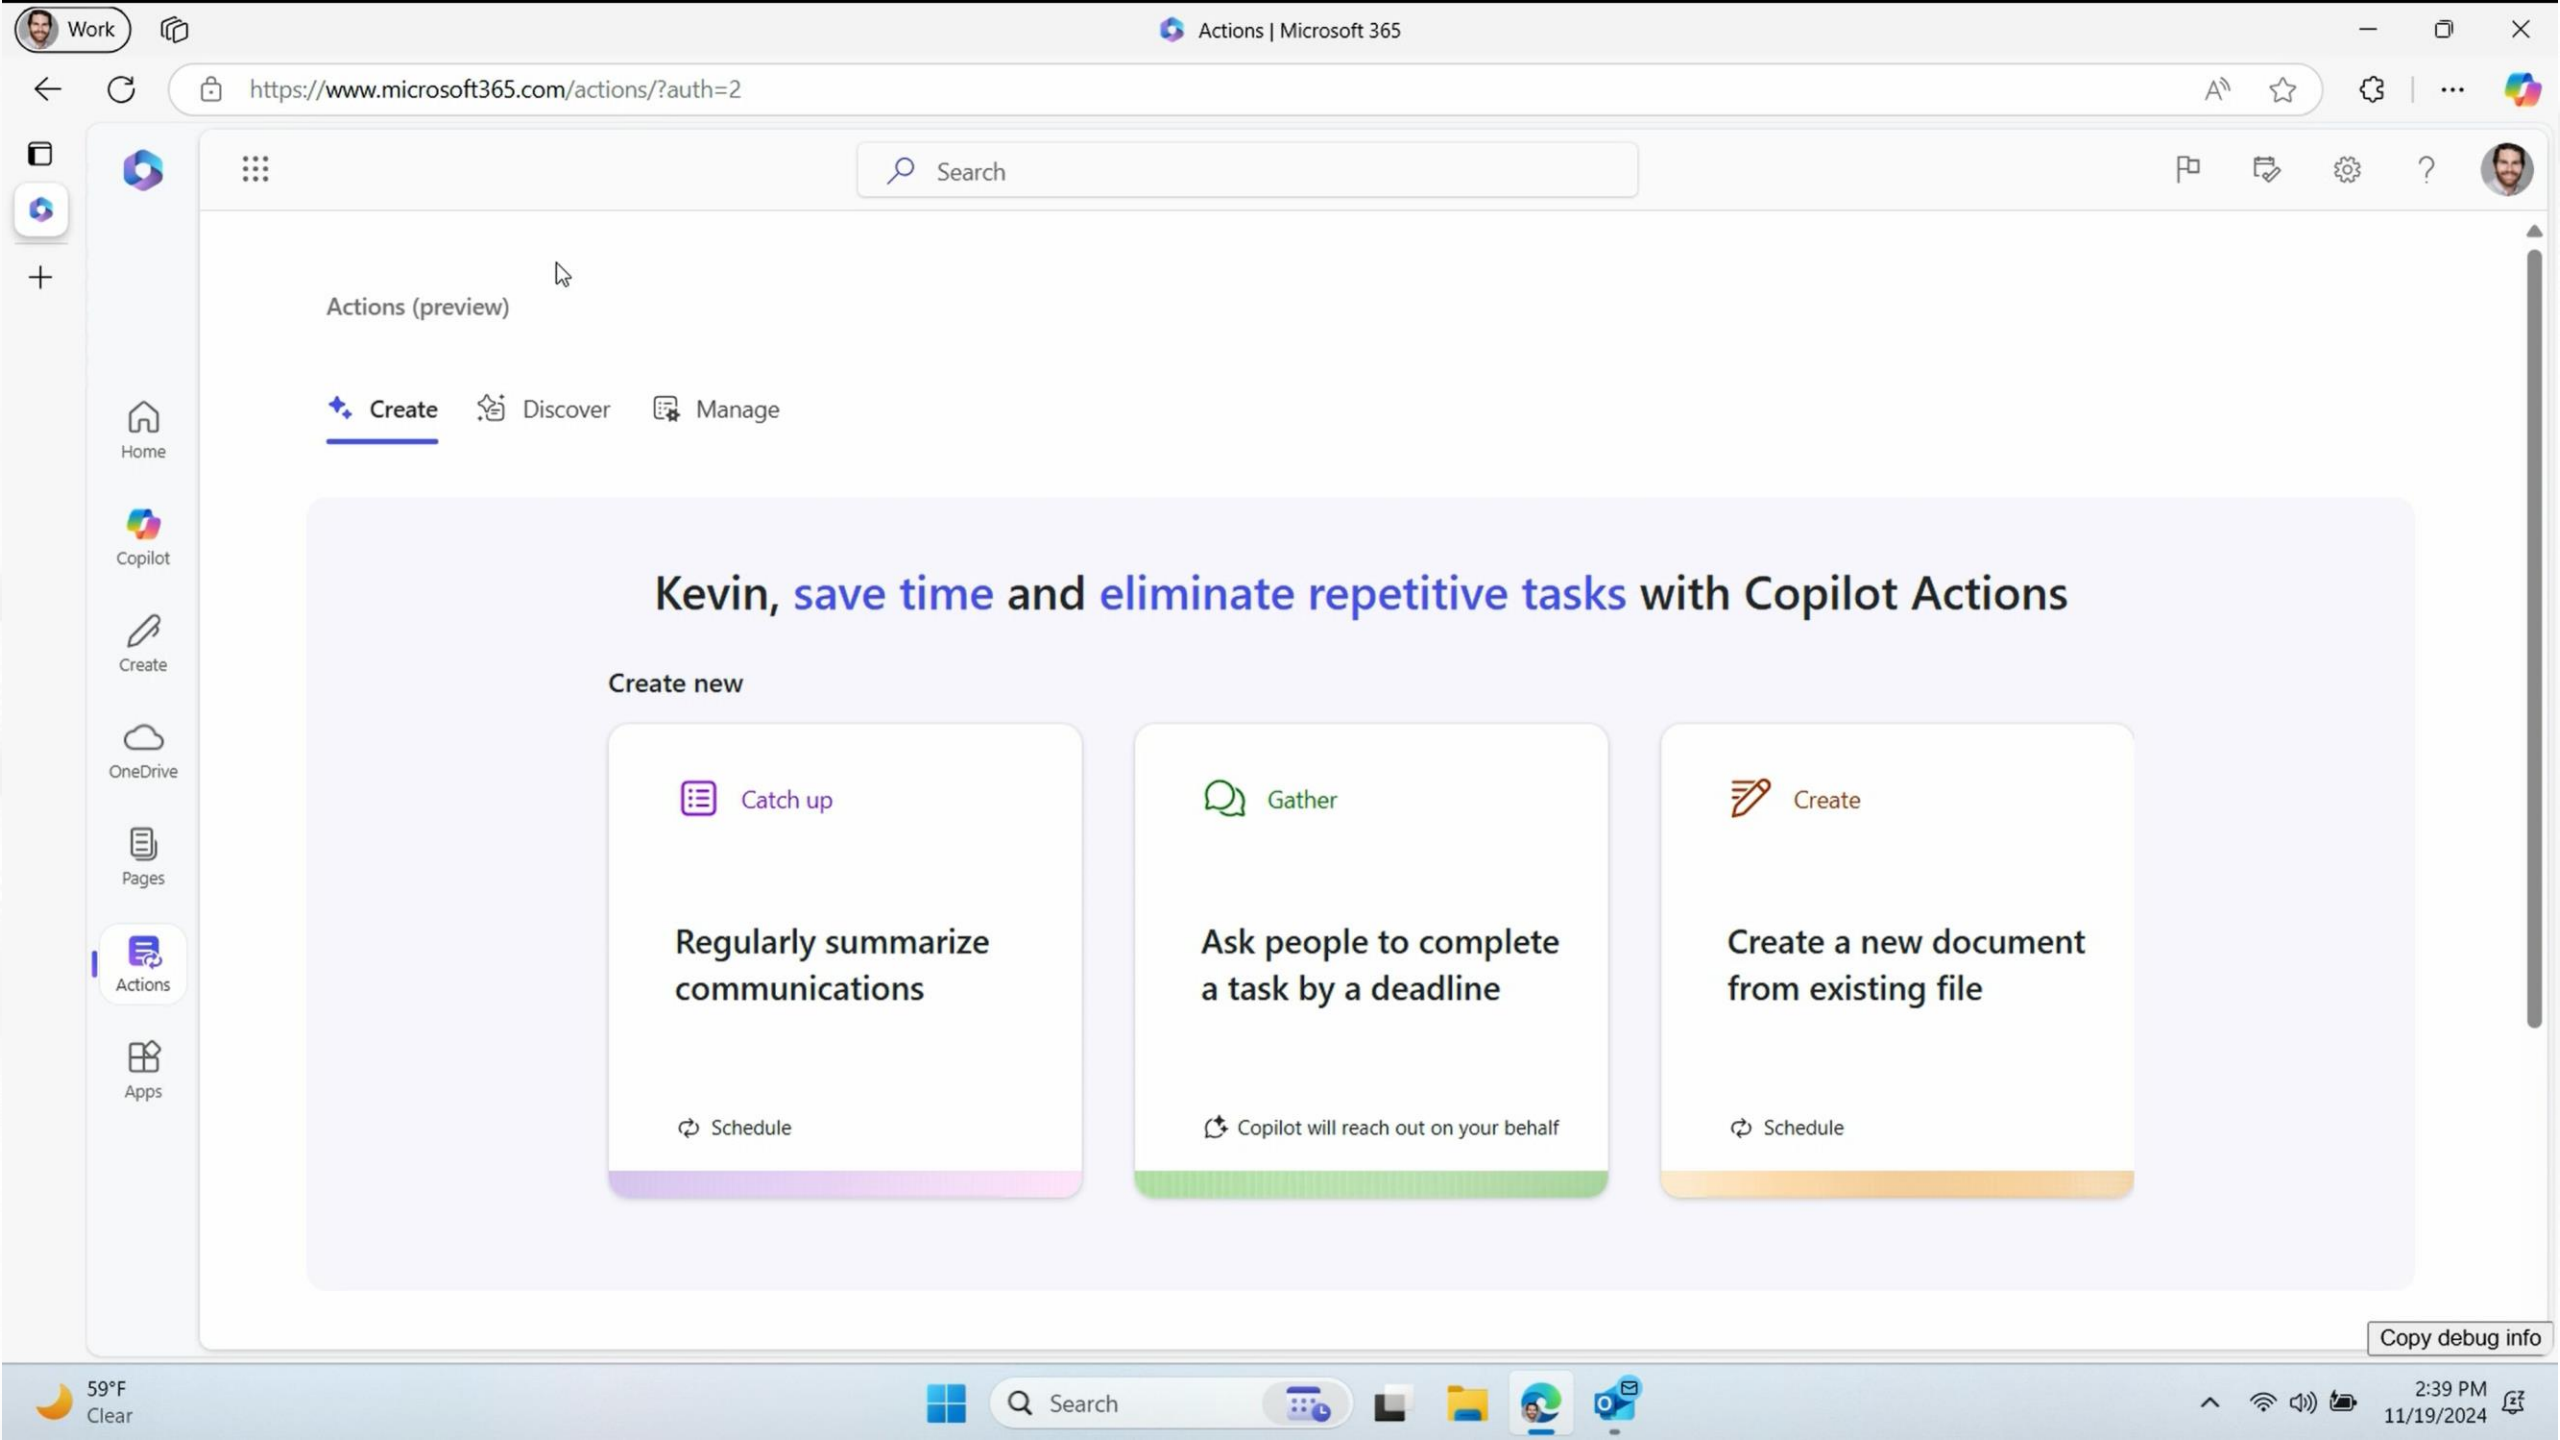 Work
Actions | Microsoft 365
https://www.microsoft365.com/actions/?auth=2
Search
Actions (preview)
Create
Discover
Manage
Home
Copilot
Create
OneDrive
Pages
Actions
Apps
Kevin, save time and eliminate repetitive tasks with Copilot Actions
Create new
Catch up
Regularly summarize
communications
Schedule
Gather
Ask people to complete
a task by a deadline
Copilot will reach out on your behalf
Create
Create a new document
from existing file
Schedule
Copy debug info
59°F
Clear
Search
2:39 PM
11/19/2024